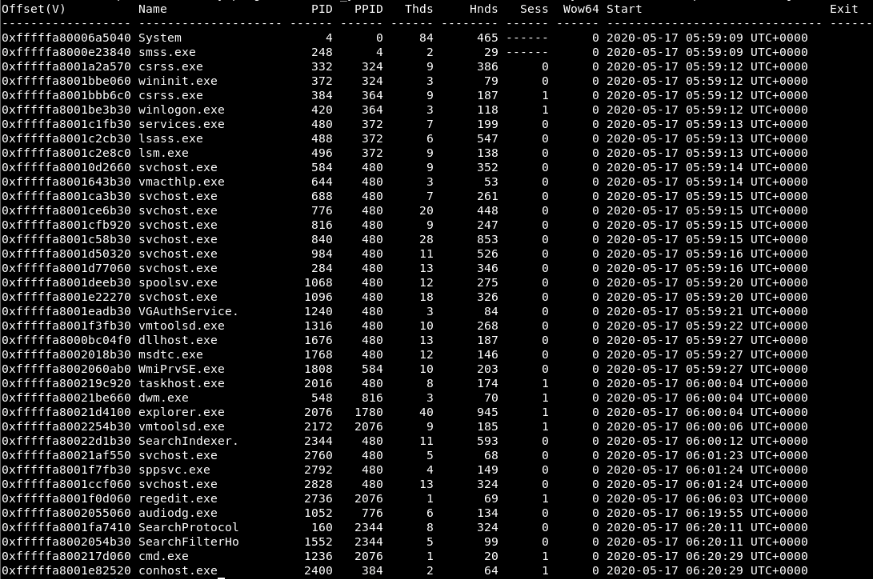 Offset(V)          Name                    PID   PPID   Thds     Hnds   Sess  Wow64 Start                          Exit
------------------ -------------------- ------ ------ ------ -------- ------ ------ ------------------------------
0xfffffa80006a5040 System                    4      0     84      465 ------      0 2020-05-17 05:59:09 UTC+0000
0xfffffa8000e23840 smss.exe                248      4      2       29 ------      0 2020-05-17 05:59:09 UTC+0000
0xfffffa8001a2a570 csrss.exe               332    324      9      386      0      0 2020-05-17 05:59:12 UTC+0000
0xfffffa8001bbe060 wininit.exe             372    324      3       79      0      0 2020-05-17 05:59:12 UTC+0000
0xfffffa8001bbb6c0 csrss.exe               384    364      9      187      1      0 2020-05-17 05:59:12 UTC+0000
0xfffffa8001be3b30 winlogon.exe            420    364      3      118      1      0 2020-05-17 05:59:12 UTC+0000
0xfffffa8001c1fb30 services.exe            480    372      7      199      0      0 2020-05-17 05:59:13 UTC+0000
0xfffffa8001c2cb30 lsass.exe               488    372      6      547      0      0 2020-05-17 05:59:13 UTC+0000
0xfffffa8001c2e8c0 lsm.exe                 496    372      9      138      0      0 2020-05-17 05:59:13 UTC+0000
0xfffffa80010d2660 svchost.exe             584    480      9      352      0      0 2020-05-17 05:59:14 UTC+0000
0xfffffa8001643b30 vmacthlp.exe            644    480      3       53      0      0 2020-05-17 05:59:14 UTC+0000
0xfffffa8001ca3b30 svchost.exe             688    480      7      261      0      0 2020-05-17 05:59:15 UTC+0000
0xfffffa8001ce6b30 svchost.exe             776    480     20      448      0      0 2020-05-17 05:59:15 UTC+0000
0xfffffa8001cfb920 svchost.exe             816    480      9      247      0      0 2020-05-17 05:59:15 UTC+0000
0xfffffa8001c58b30 svchost.exe             840    480     28      853      0      0 2020-05-17 05:59:15 UTC+0000
0xfffffa8001d50320 svchost.exe             984    480     11      526      0      0 2020-05-17 05:59:16 UTC+0000
0xfffffa8001d77060 svchost.exe             284    480     13      346      0      0 2020-05-17 05:59:16 UTC+0000
0xfffffa8001deeb30 spoolsv.exe            1068    480     12      275      0      0 2020-05-17 05:59:20 UTC+0000
0xfffffa8001e22270 svchost.exe            1096    480     18      326      0      0 2020-05-17 05:59:20 UTC+0000
0xfffffa8001eadb30 VGAuthService.         1240    480      3       84      0      0 2020-05-17 05:59:21 UTC+0000
0xfffffa8001f3fb30 vmtoolsd.exe           1316    480     10      268      0      0 2020-05-17 05:59:22 UTC+0000
0xfffffa8000bc04f0 dllhost.exe            1676    480     13      187      0      0 2020-05-17 05:59:27 UTC+0000
0xfffffa8002018b30 msdtc.exe              1768    480     12      146      0      0 2020-05-17 05:59:27 UTC+0000
0xfffffa8002060ab0 WmiPrvSE.exe           1808    584     10      203      0      0 2020-05-17 05:59:27 UTC+0000
0xfffffa800219c920 taskhost.exe           2016    480      8      174      1      0 2020-05-17 06:00:04 UTC+0000
0xfffffa80021be660 dwm.exe                 548    816      3       70      1      0 2020-05-17 06:00:04 UTC+0000
0xfffffa80021d4100 explorer.exe           2076   1780     40      945      1      0 2020-05-17 06:00:04 UTC+0000
0xfffffa8002254b30 vmtoolsd.exe           2172   2076      9      185      1      0 2020-05-17 06:00:06 UTC+0000
0xfffffa80022d1b30 SearchIndexer.         2344    480     11      593      0      0 2020-05-17 06:00:12 UTC+0000
0xfffffa80021af550 svchost.exe            2760    480      5       68      0      0 2020-05-17 06:01:23 UTC+0000
0xfffffa8001f7fb30 sppsvc.exe             2792    480      4      149      0      0 2020-05-17 06:01:24 UTC+0000
0xfffffa8001ccf060 svchost.exe            2828    480     13      324      0      0 2020-05-17 06:01:24 UTC+0000
0xfffffa8001f0d060 regedit.exe            2736   2076      1       69      1      0 2020-05-17 06:06:03 UTC+0000
0xfffffa8002055060 audiodg.exe            1052    776      6      134      0      0 2020-05-17 06:19:55 UTC+0000
0xfffffa8001fa7410 SearchProtocol          160   2344      8      324      0      0 2020-05-17 06:20:11 UTC+0000
0xfffffa8002054b30 SearchFilterHo         1552   2344      5       99      0      0 2020-05-17 06:20:11 UTC+0000
0xfffffa800217d060 cmd.exe                1236   2076      1       20      1      0 2020-05-17 06:20:29 UTC+0000
0xfffffa8001e82520 conhost.exe            2400    384      2       64      1      0 2020-05-17 06:20:29 UTC+0000